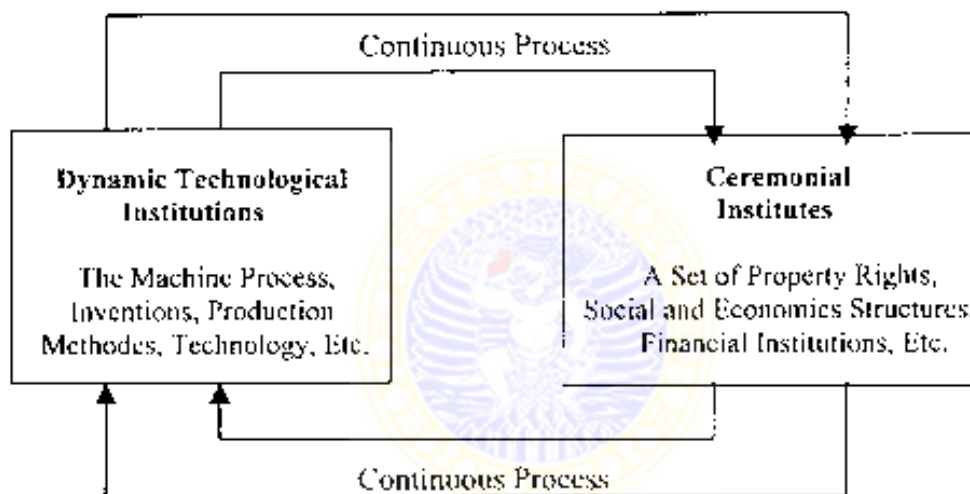 Continuous Process
Dynamic Technological
Institutions
The Machine Process,
Inventions, Production
Methodes, Technology, Etc.
Ceremonial
Institutes
A Set of Property Rights,
Social and Economics Structures,
Financial Institutions, Etc.
Continuous Process